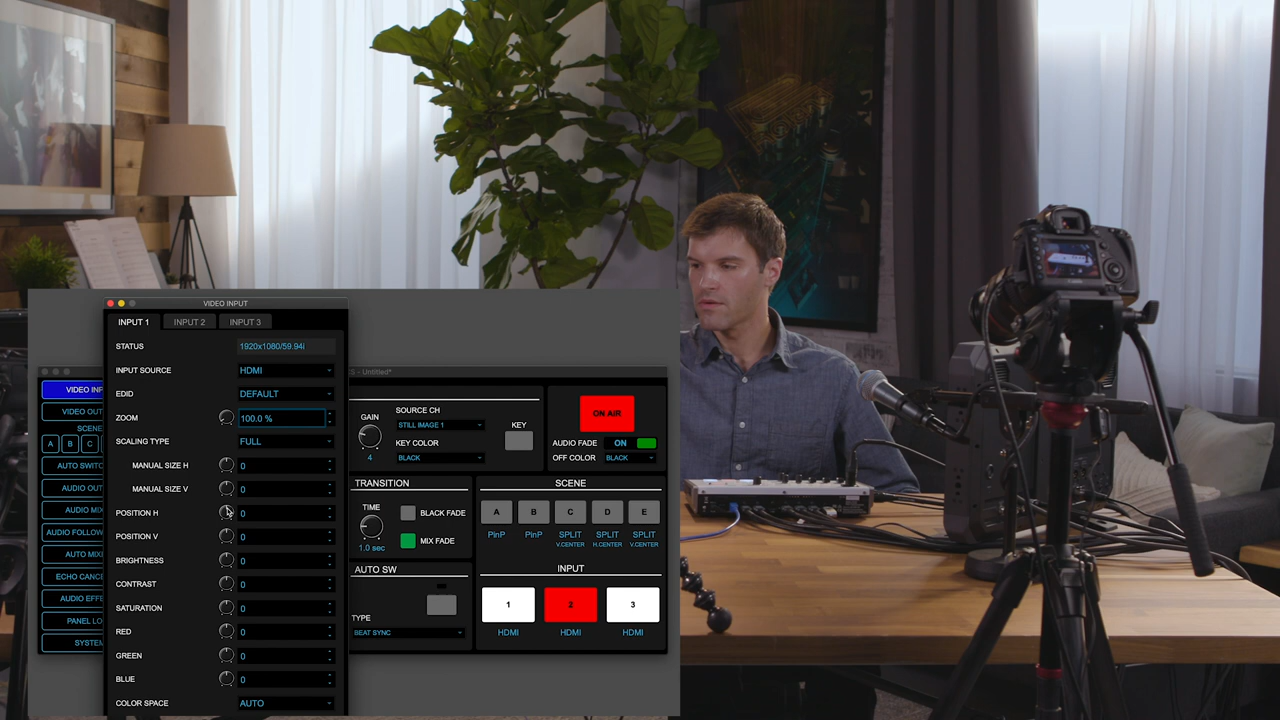 VIDEO INPUT
INPUT 1 INPUT 2 INPUT 3
STATUS 1920x1080/59.94i
INPUT SOURCE HDMI
EDID DEFAULT
ZOOM 100.0 %
SCALING TYPE FULL
MANUAL SIZE H 0
MANUAL SIZE V 0
POSITION H 0
POSITION V 0
BRIGHTNESS 0
CONTRAST 0
SATURATION 0
RED 0
GREEN 0
BLUE 0
COLOR SPACE AUTO
VIDEO INP
VIDEO OUT
SCENE
A B C
AUTO SWITC
AUDIO OUT
AUDIO MIX
AUDIO FOLLOW
AUTO MIXI
ECHO CANCE
AUDIO EFFE
PANEL LO
SYSTEM
- Untitled*
GAIN
4
SOURCE CH
STILL IMAGE 1
KEY COLOR
BLACK
KEY
ON AIR
AUDIO FADE ON
OFF COLOR BLACK
TRANSITION
TIME
1.0 sec
BLACK FADE
MIX FADE
SCENE
A B C D E
PinP PinP SPLIT SPLIT SPLIT
V.CENTER H.CENTER V.CENTER
AUTO SW
TYPE
BEAT SYNC
INPUT
1 2 3
HDMI HDMI HDMI